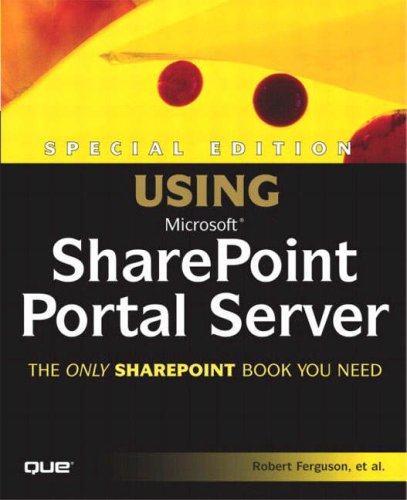 SPECIAL EDITION
USING
Microsoft®
SharePoint
Portal Server
THE ONLY SHAREPOINT BOOK YOU NEED
Robert Ferguson, et al.
QUE®